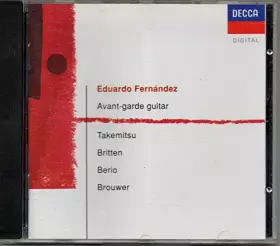 DECCA
DIGITAL
Eduardo Fernández
Avant-garde guitar
Takemitsu
Britten
Berio
Brouwer